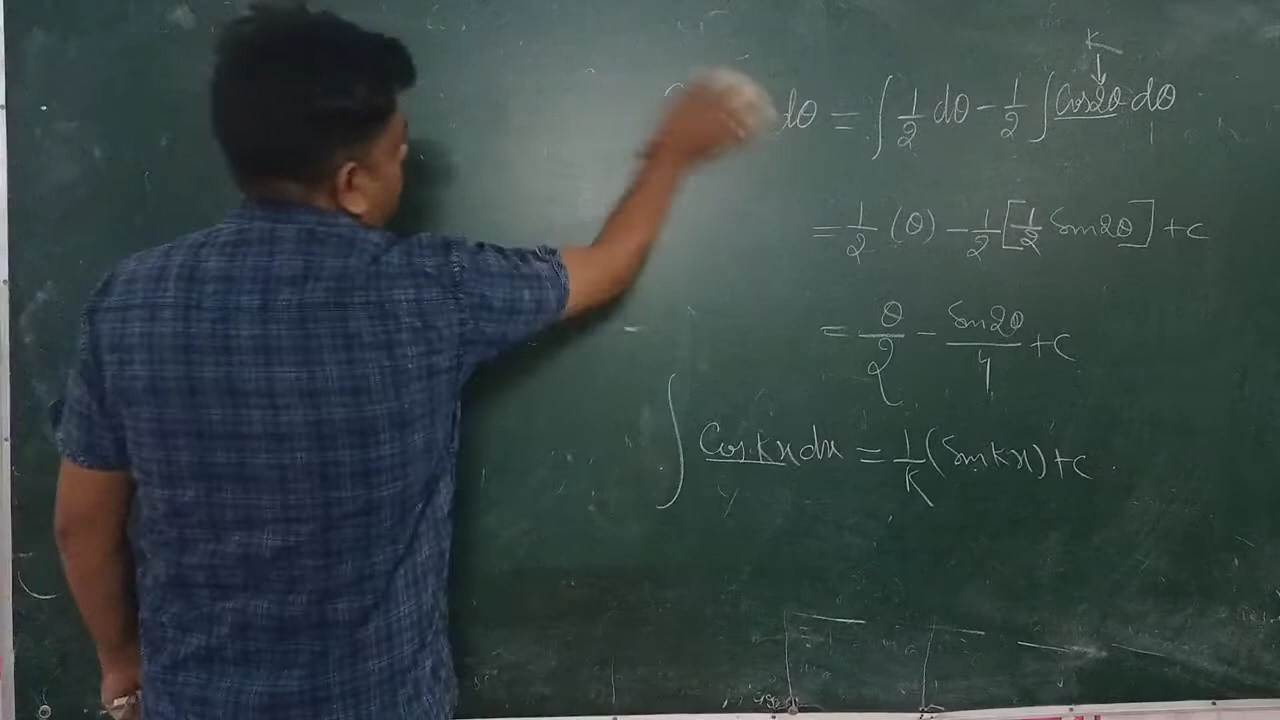 K
dθ = ∫ 1/2 dθ - 1/2 ∫ Cos2θ dθ
= 1/2 (θ) - 1/2 [1/2 Sin2θ] + c
= θ/2 - Sin2θ/4 + c
∫ Cos kx dx = 1/k (Sin kx) + c